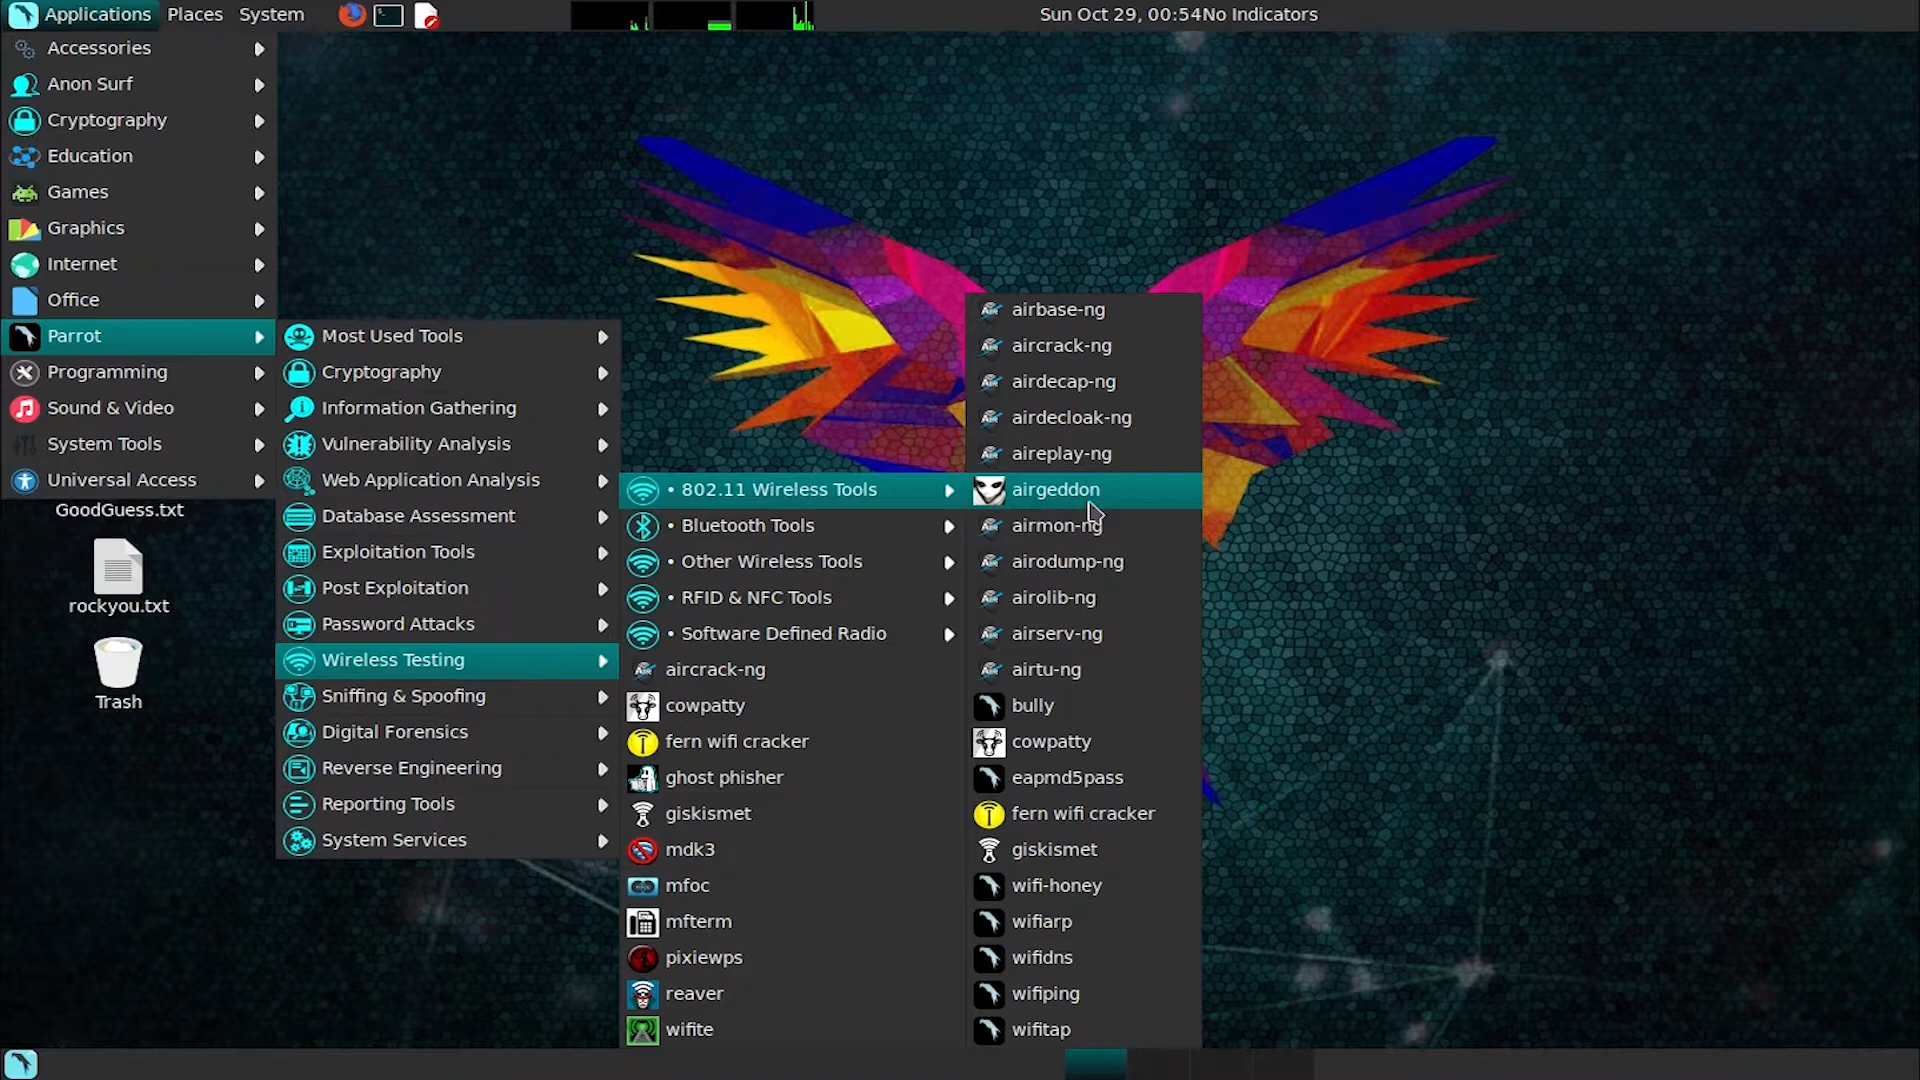 Applications Places System
Sun Oct 29, 00:54No Indicators
Accessories
Anon Surf
Cryptography
Education
Games
Graphics
Internet
Office
Parrot
Programming
Sound & Video
System Tools
Universal Access
GoodGuess.txt
rockyou.txt
Trash
Most Used Tools
Cryptography
Information Gathering
Vulnerability Analysis
Web Application Analysis
Database Assessment
Exploitation Tools
Post Exploitation
Password Attacks
Wireless Testing
Sniffing & Spoofing
Digital Forensics
Reverse Engineering
Reporting Tools
System Services
• 802.11 Wireless Tools
• Bluetooth Tools
• Other Wireless Tools
• RFID & NFC Tools
• Software Defined Radio
aircrack-ng
cowpatty
fern wifi cracker
ghost phisher
giskismet
mdk3
mfoc
mfterm
pixiewps
reaver
wifite
airbase-ng
aircrack-ng
airdecap-ng
airdecloak-ng
aireplay-ng
airgeddon
airmon-ng
airodump-ng
airolib-ng
airserv-ng
airtu-ng
bully
cowpatty
eapmd5pass
fern wifi cracker
giskismet
wifi-honey
wifiarp
wifidns
wifiping
wifitap